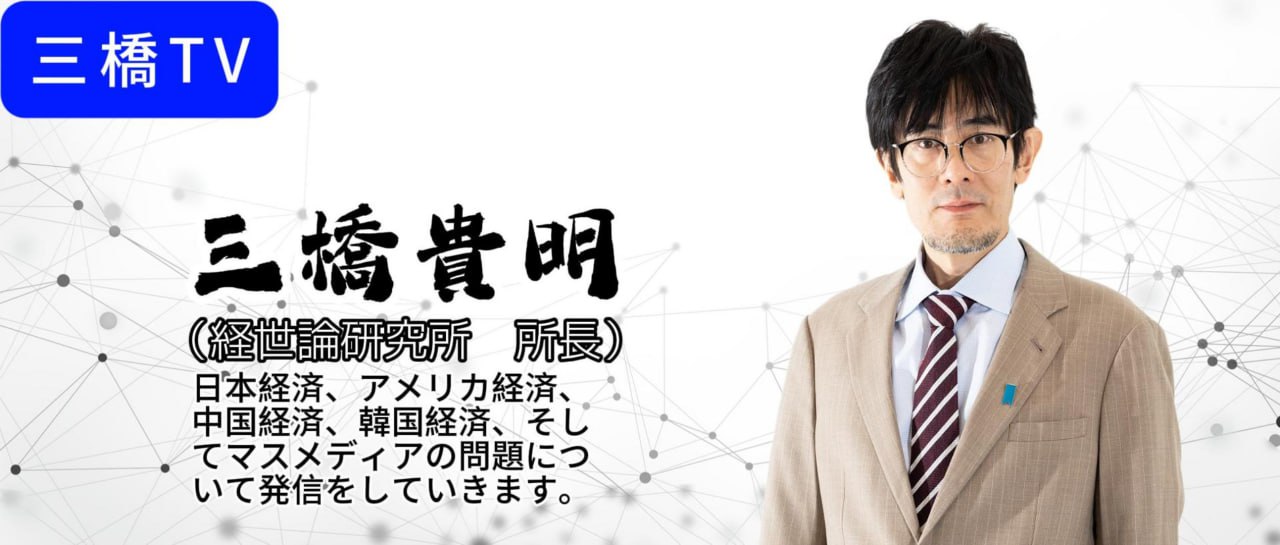 三橋TV
三橋貴明
（経世論研究所　所長）
日本経済、アメリカ経済、
中国経済、韓国経済、そし
てマスメディアの問題につ
いて発信をしていきます。